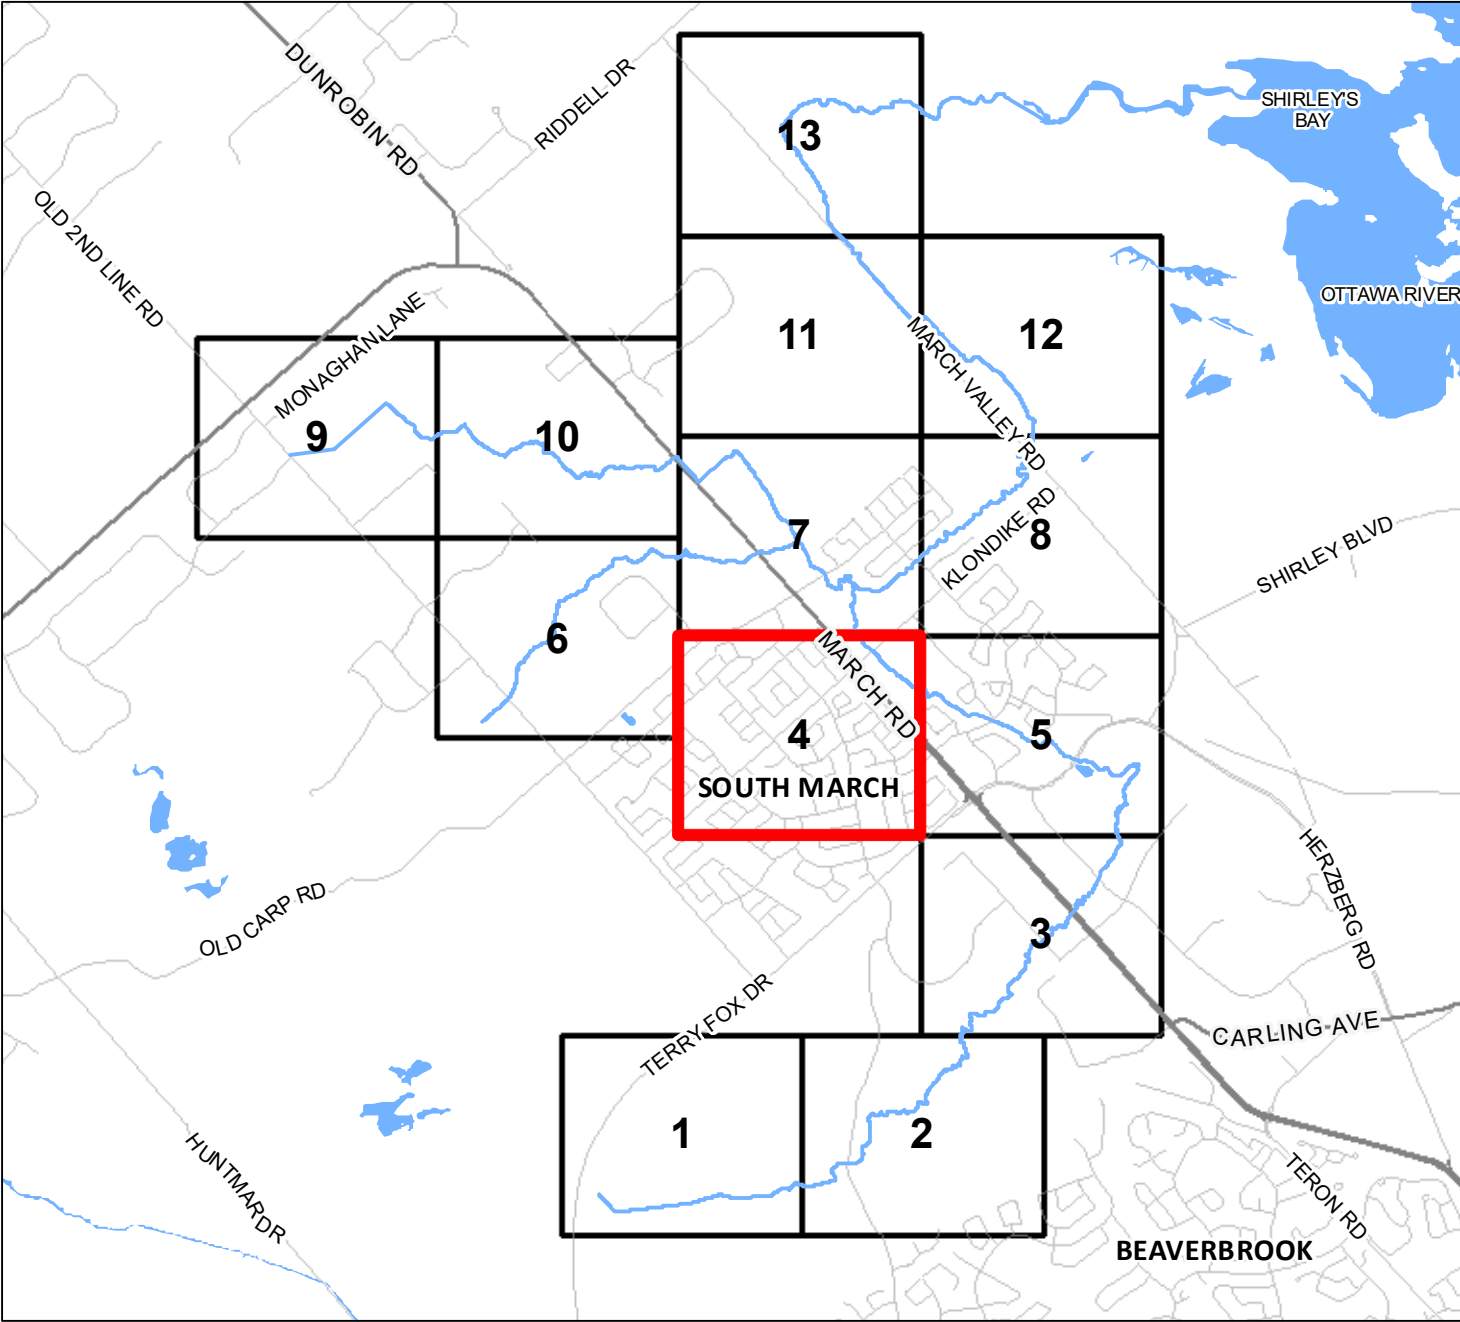 DUNROBIN RD
RIDDELL DR
SHIRLEY'S
BAY
13
OLD 2ND LINE RD
OTTAWA RIVER
MONAGHAN LANE
11
MARCH VALLEY RD
12
9
10
7
KLONDIKE RD
8
SHIRLEY BLVD
6
MARCH RD
4
SOUTH MARCH
5
OLD CARP RD
HERZBERG RD
3
TERRY FOX DR
CARLING AVE
1
2
HUNTMAR DR
TERON RD
BEAVERBROOK